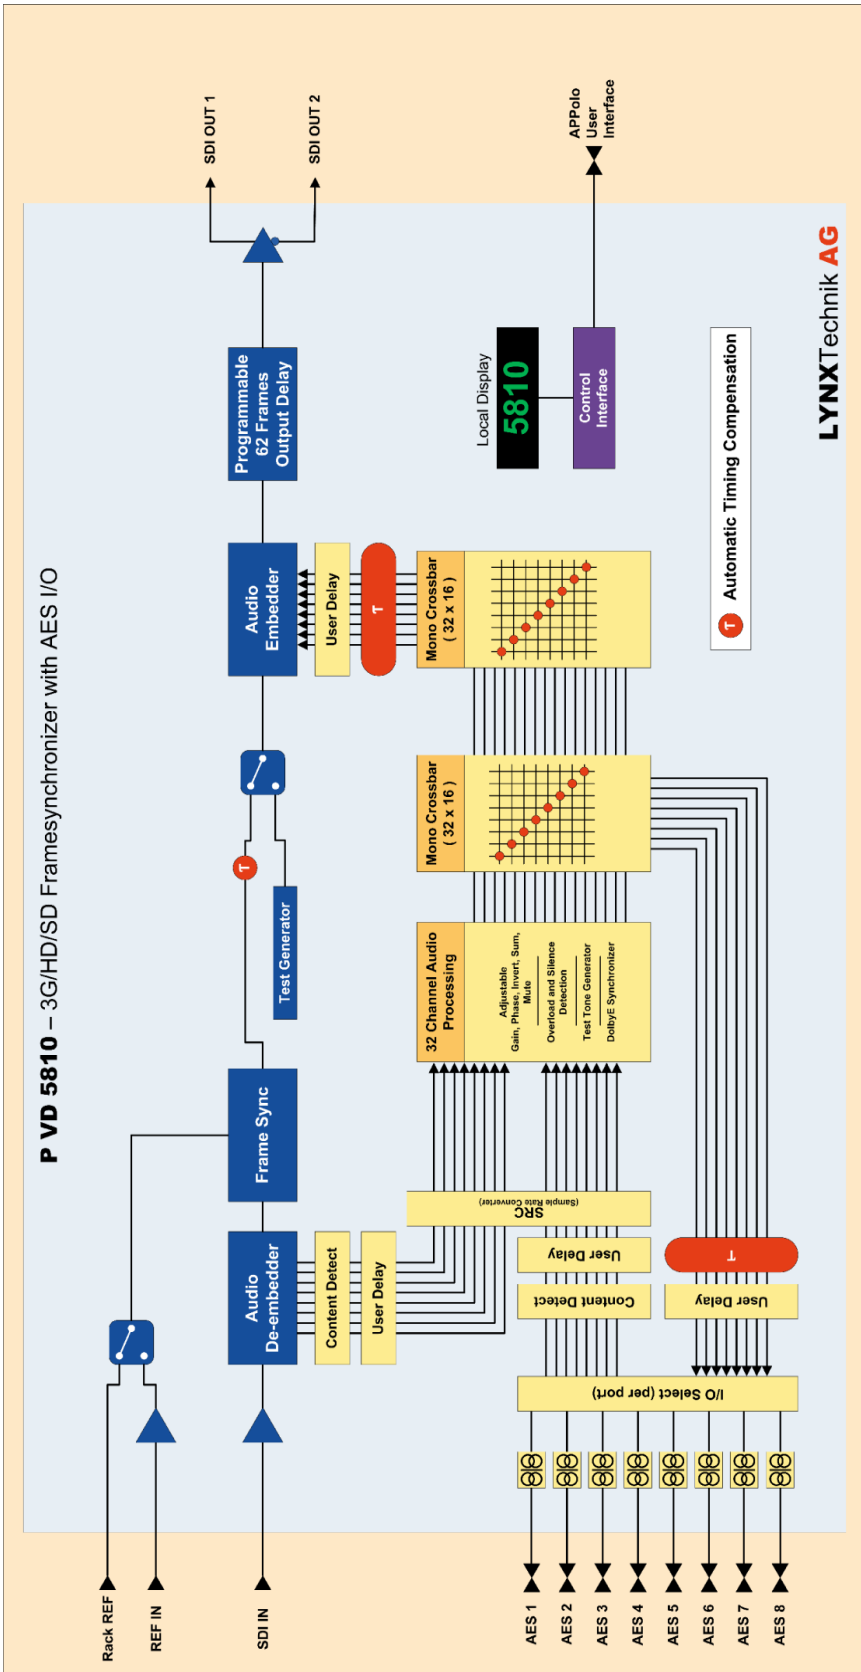 P VD 5810 – 3G/HD/SD Framesynchronizer with AES I/O
Rack REF
REF IN
SDI IN
Audio
De-embedder
Frame Sync
τ
Test Generator
Audio
Embedder
Programmable
62 Frames
Output Delay
SDI OUT 1
SDI OUT 2
Content Detect
User Delay
User Delay
τ
SRC
(Sample Rate Converter)
32 Channel Audio
Processing
Adjustable
Gain, Phase, Invert, Sum,
Mute
Overload and Silence
Detection
Test Tone Generator
DolbyE Synchronizer
Mono Crossbar
( 32 x 16 )
Mono Crossbar
( 32 x 16 )
Local Display
5810
Control
Interface
APPolo
User
Interface
User Delay
Content Detect
τ
User Delay
I/O Select (per port)
AES 1
AES 2
AES 3
AES 4
AES 5
AES 6
AES 7
AES 8
τ Automatic Timing Compensation
LYNXTechnik AG